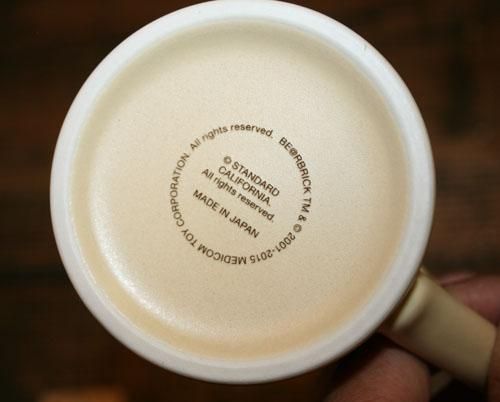 BE@RBRICK TM & © 2001-2015 MEDICOM TOY CORPORATION. All rights reserved.
© STANDARD
CALIFORNIA.
All rights reserved.
MADE IN JAPAN